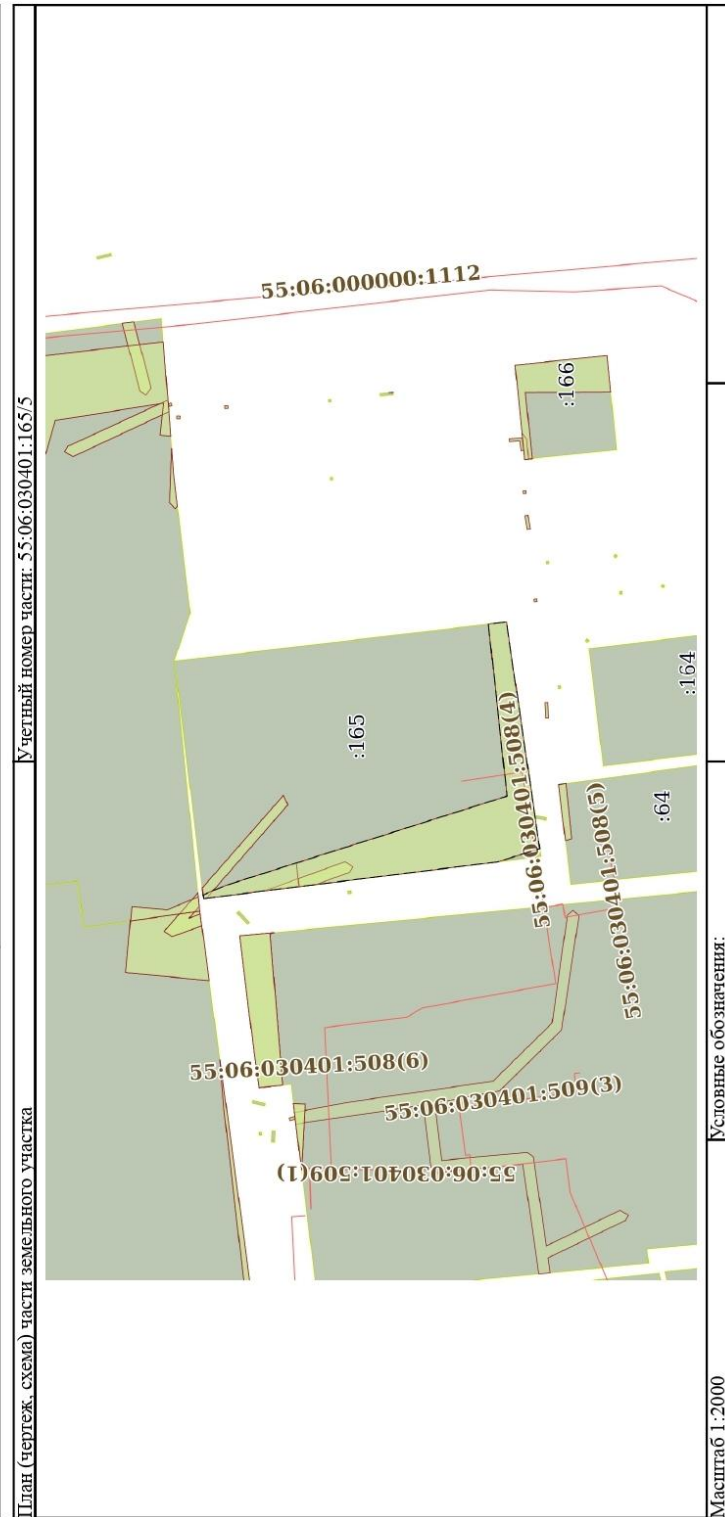 План (чертеж, схема) части земельного участка
Учетный номер части: 55:06:030401:165/5
55:06:000000:1112
:166
:165
:164
55:06:030401:508(4)
:64
55:06:030401:508(5)
55:06:030401:508(6)
55:06:030401:509(3)
55:06:030401:509(1)
Масштаб 1:2000
Условные обозначения: